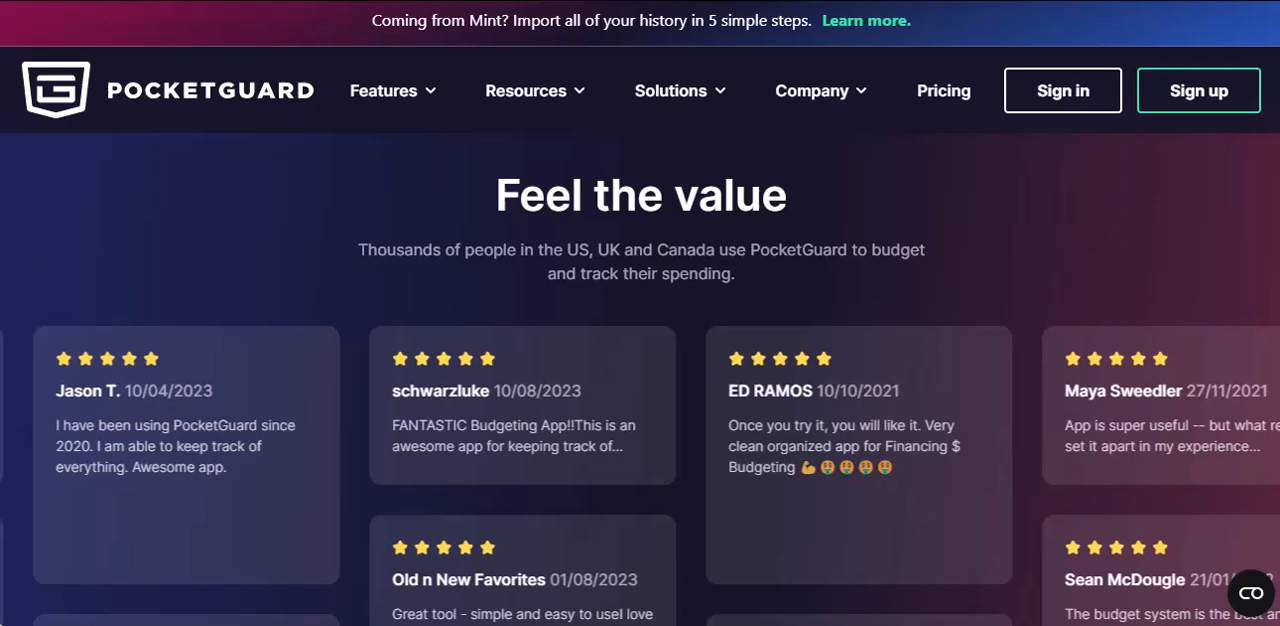 Coming from Mint? Import all of your history in 5 simple steps. Learn more.
POCKETGUARD
Features
Resources
Solutions
Company
Pricing
Sign in
Sign up
Feel the value
Thousands of people in the US, UK and Canada use PocketGuard to budget
and track their spending.
Jason T. 10/04/2023
I have been using PocketGuard since
2020. I am able to keep track of
everything. Awesome app.
schwarzluke 10/08/2023
FANTASTIC Budgeting App!!This is an
awesome app for keeping track of...
Old n New Favorites 01/08/2023
Great tool - simple and easy to useI love
ED RAMOS 10/10/2021
Once you try it, you will like it. Very
clean organized app for Financing $
Budgeting 💪🤑🤑🤑🤑
Maya Sweedler 27/11/2021
App is super useful -- but what
set it apart in my experience...
Sean McDougle 21/01
The budget system is the best